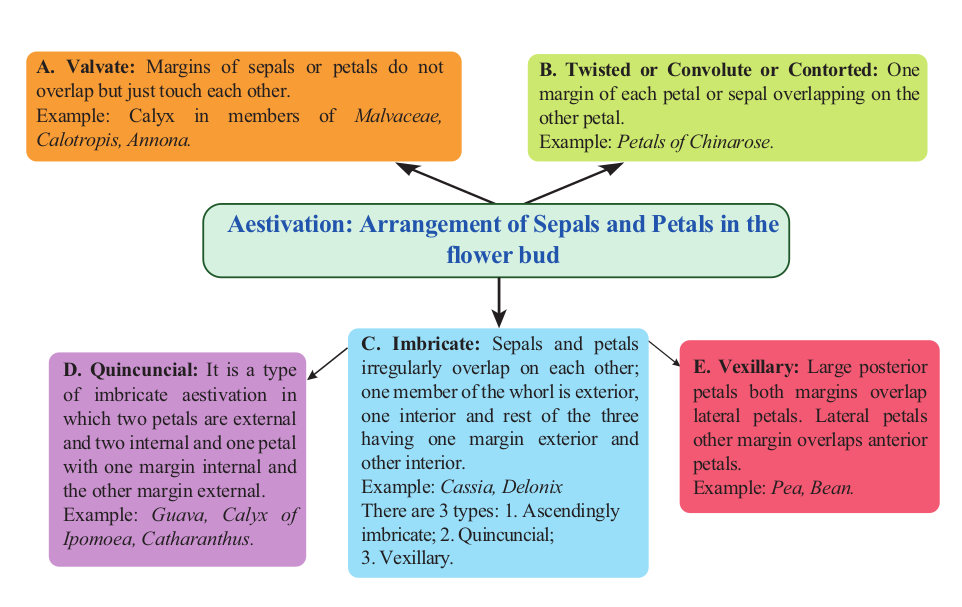 A. Valvate: Margins of sepals or petals do not
overlap but just touch each other.
Example: Calyx in members of Malvaceae,
Calotropis, Annona.
B. Twisted or Convolute or Contorted: One
margin of each petal or sepal overlapping on the
other petal.
Example: Petals of Chinarose.
Aestivation: Arrangement of Sepals and Petals in the
flower bud
D. Quincuncial: It is a type
of imbricate aestivation in
which two petals are external
and two internal and one petal
with one margin internal and
the other margin external.
Example: Guava, Calyx of
Ipomoea, Catharanthus.
C. Imbricate: Sepals and petals
irregularly overlap on each other;
one member of the whorl is exterior,
one interior and rest of the three
having one margin exterior and
other interior.
Example: Cassia, Delonix
There are 3 types: 1. Ascendingly
imbricate; 2. Quincuncial;
3. Vexillary.
E. Vexillary: Large posterior
petals both margins overlap
lateral petals. Lateral petals
other margin overlaps anterior
petals.
Example: Pea, Bean.